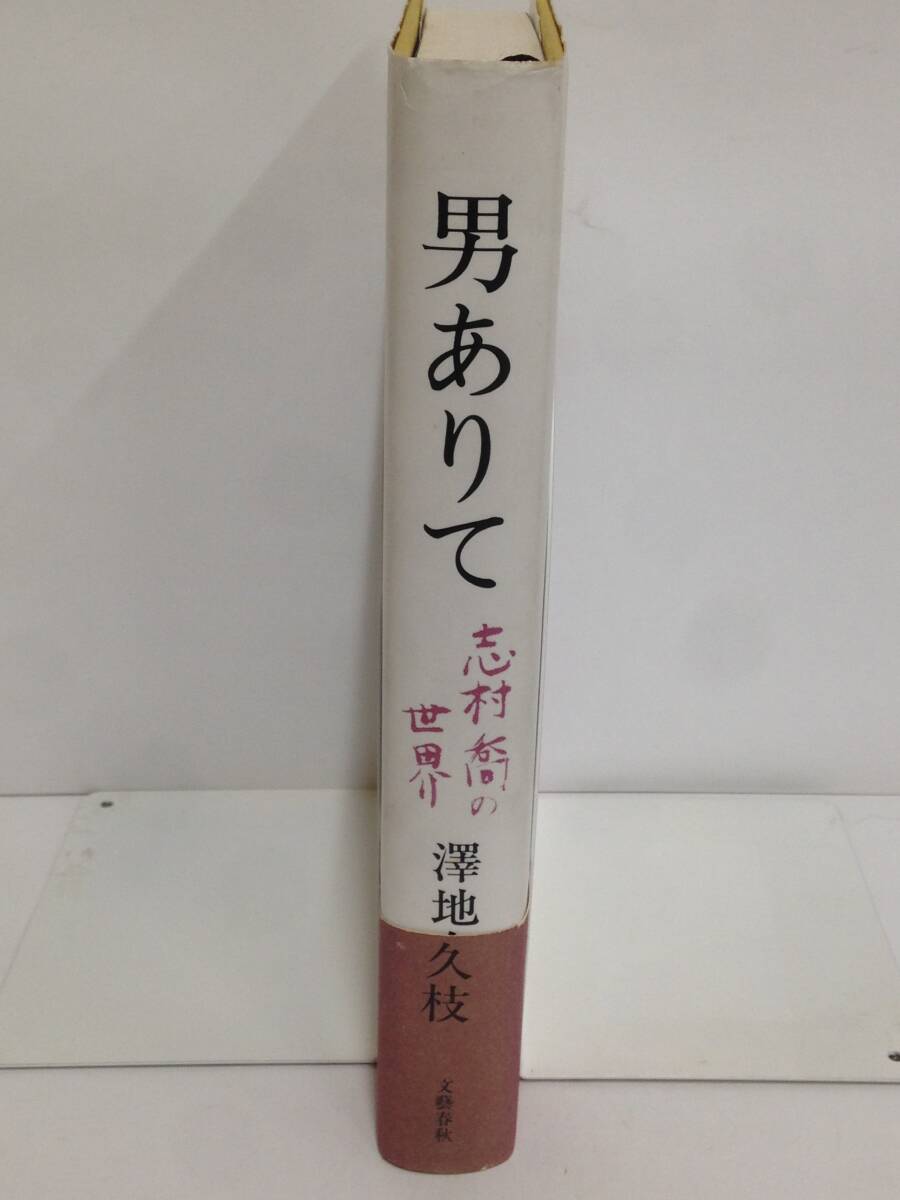 男ありて
志村喬の
世界
澤地久枝
文藝春秋